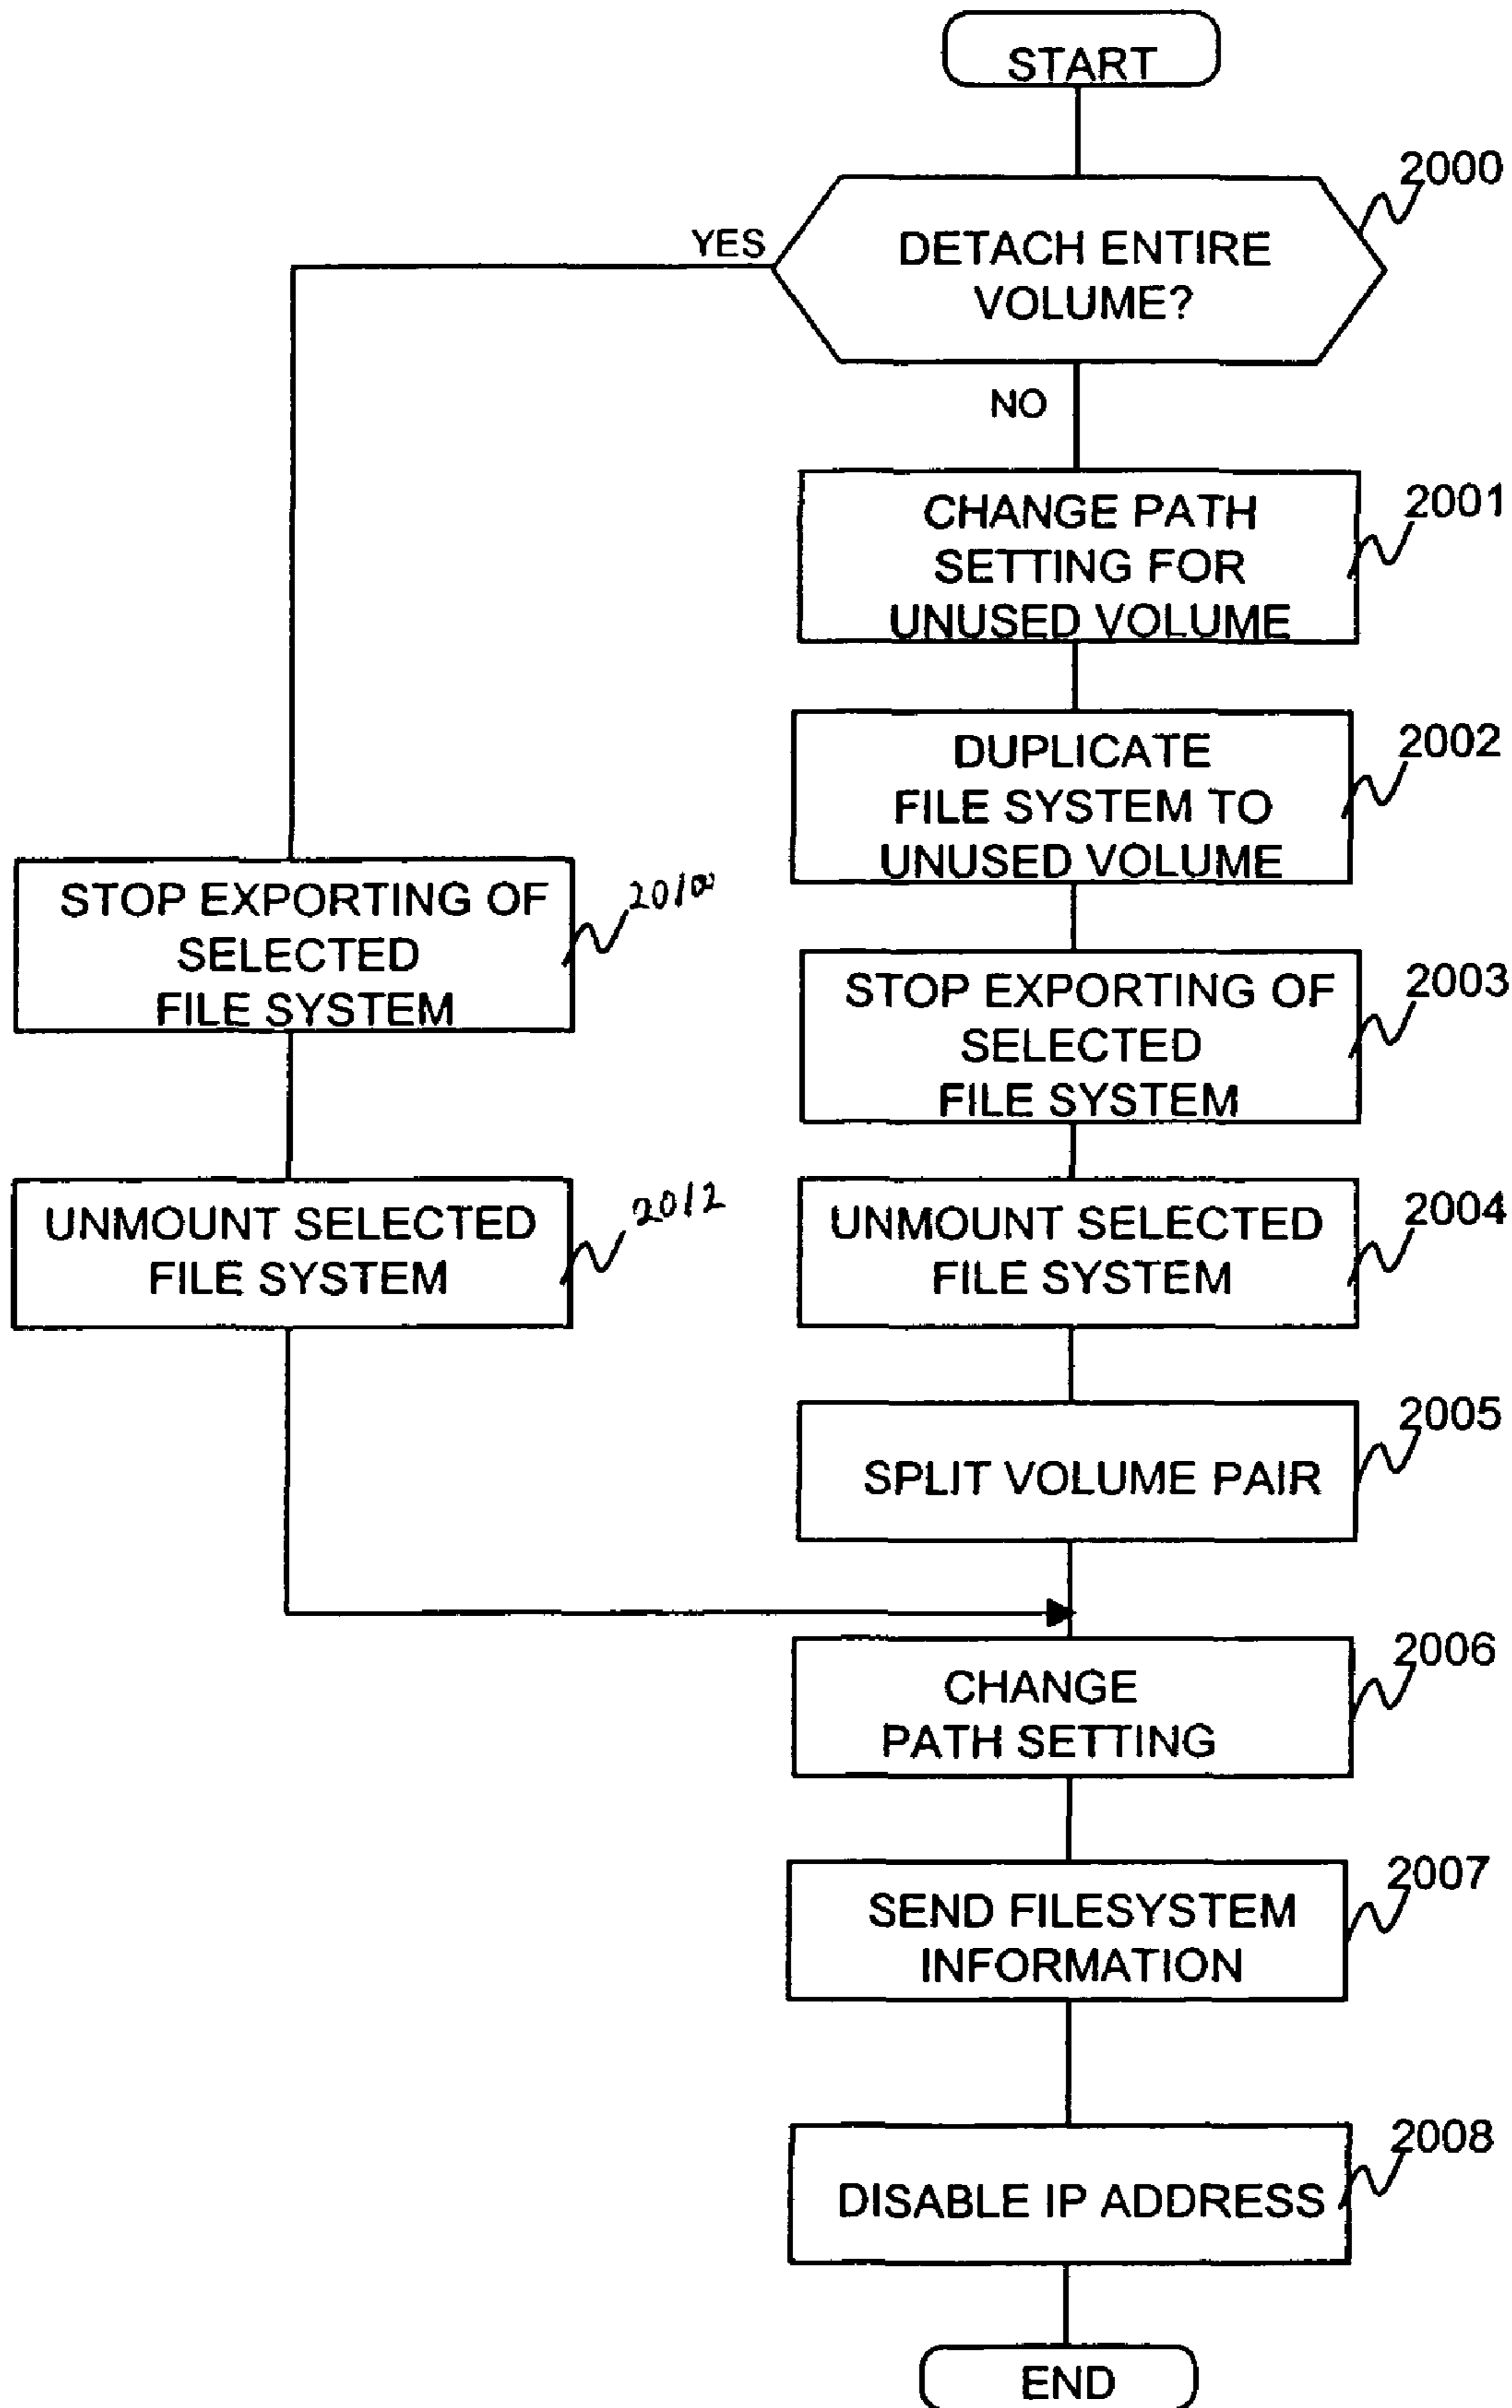 START
2000
YES
DETACH ENTIRE
VOLUME?
NO
CHANGE PATH
SETTING FOR
UNUSED VOLUME
2001
DUPLICATE
FILE SYSTEM TO
UNUSED VOLUME
2002
STOP EXPORTING OF
SELECTED
FILE SYSTEM
STOP EXPORTING OF
SELECTED
FILE SYSTEM
2003
UNMOUNT SELECTED
FILE SYSTEM
2012
UNMOUNT SELECTED
FILE SYSTEM
2004
SPLIT VOLUME PAIR
2005
CHANGE
PATH SETTING
2006
SEND FILESYSTEM
INFORMATION
2007
DISABLE IP ADDRESS
2008
END